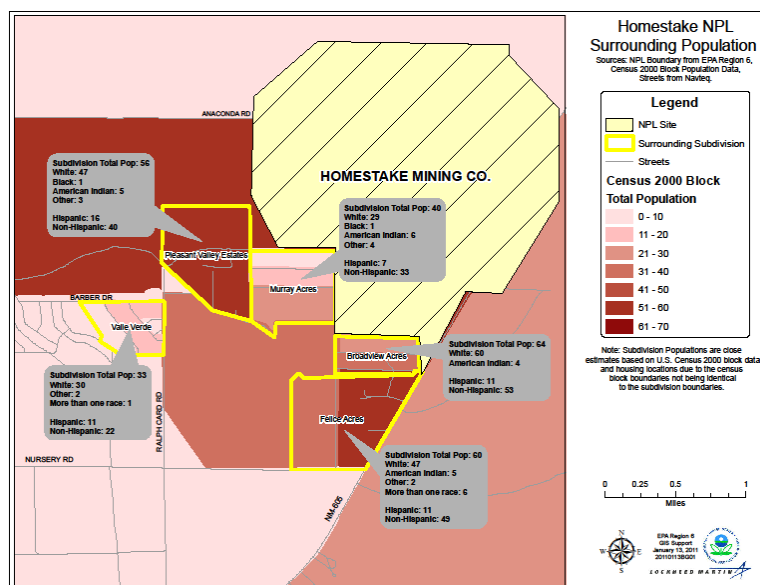 Homestake NPL
Surrounding Population
Sources: NPL Boundary from EPA Region 6,
Census 2000 Block Population Data,
Streets from Navteq.
Legend
NPL Site
Surrounding Subdivision
Streets
Census 2000 Block
Total Population
0 - 10
11 - 20
21 - 30
31 - 40
41 - 50
51 - 60
61 - 70
Note: Subdivision Populations are close
estimates based on U.S. Census 2000 block data
and housing locations due to the census
block boundaries not being identical
to the subdivision boundaries.
0 0.25 0.5 1
Miles
N
W E
S
EPA Region 6
GIS Support
January 13, 2011
20110113BG01
LOCKHEED MARTIN
ANACONDA RD
HOMESTAKE MINING CO.
Subdivision Total Pop: 56
White: 47
Black: 1
American Indian: 5
Other: 3
Hispanic: 16
Non-Hispanic: 40
Pleasant Valley Estates
Subdivision Total Pop: 40
White: 29
Black: 1
American Indian: 6
Other: 4
Hispanic: 7
Non-Hispanic: 33
Murray Acres
BARBER DR
Valle Verde
Subdivision Total Pop: 33
White: 30
Other: 2
More than one race: 1
Hispanic: 11
Non-Hispanic: 22
Broadview Acres
Subdivision Total Pop: 64
White: 60
American Indian: 4
Hispanic: 11
Non-Hispanic: 53
Felice Acres
Subdivision Total Pop: 60
White: 47
American Indian: 5
Other: 2
More than one race: 6
Hispanic: 11
Non-Hispanic: 49
RALPH CARD RD
NURSERY RD
NM-605